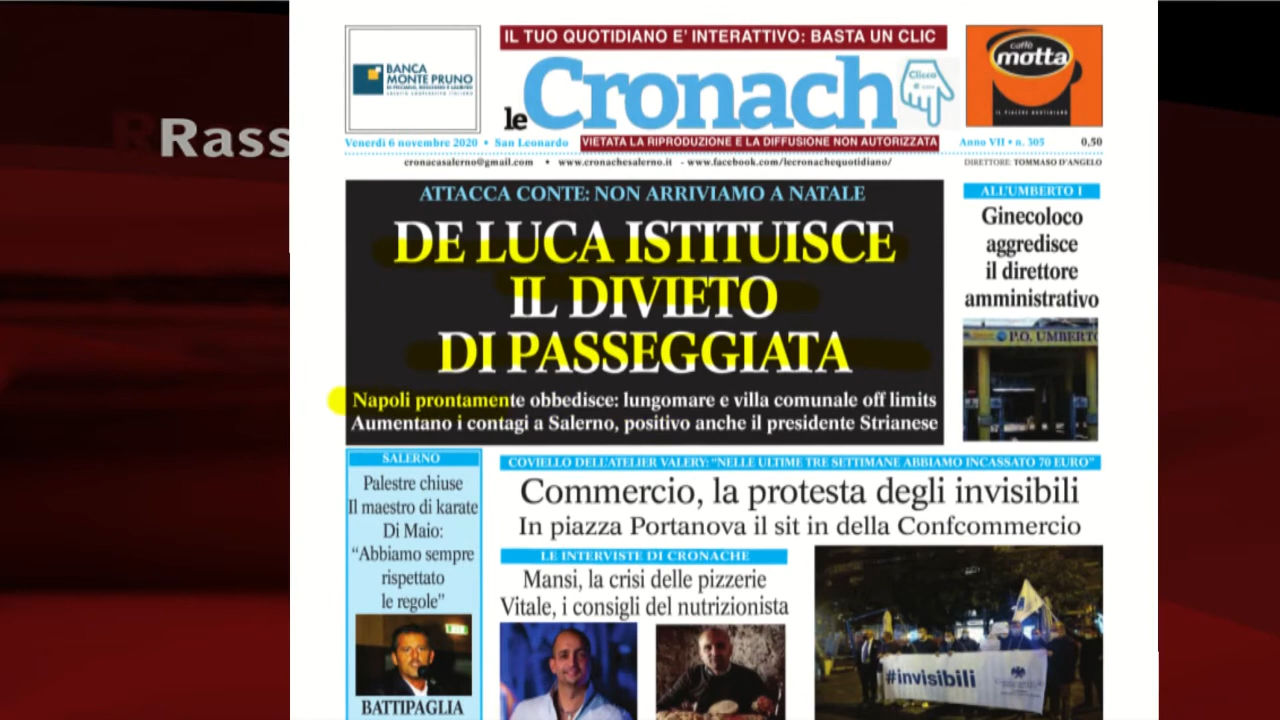 Rass
IL TUO QUOTIDIANO E' INTERATTIVO: BASTA UN CLIC
BANCA
MONTE PRUNO
le Cronach
Clicca
caffè
motta
IL PIACERE QUOTIDIANO
Venerdì 6 novembre 2020 • San Leonardo
VIETATA LA RIPRODUZIONE E LA DIFFUSIONE NON AUTORIZZATA
Anno VII • n. 305
0,50
cronacasalerno@gmail.com • www.cronachesalerno.it - www.facebook.com/lecronachequotidiano/
DIRETTORE: TOMMASO D'ANGELO
ATTACCA CONTE: NON ARRIVIAMO A NATALE
DE LUCA ISTITUISCE
IL DIVIETO
DI PASSEGGIATA
Napoli prontamente obbedisce: lungomare e villa comunale off limits
Aumentano i contagi a Salerno, positivo anche il presidente Strianese
ALL'UMBERTO I
Ginecoloco
aggredisce
il direttore
amministrativo
P.O. UMBERTO
SALERNO
Palestre chiuse
Il maestro di karate
Di Maio:
“Abbiamo sempre
rispettato
le regole”
BATTIPAGLIA
COVIELLO DELL'ATELIER VALERY: “NELLE ULTIME TRE SETTIMANE ABBIAMO INCASSATO 70 EURO”
Commercio, la protesta degli invisibili
In piazza Portanova il sit in della Confcommercio
LE INTERVISTE DI CRONACHE
Mansi, la crisi delle pizzerie
Vitale, i consigli del nutrizionista
#invisibili